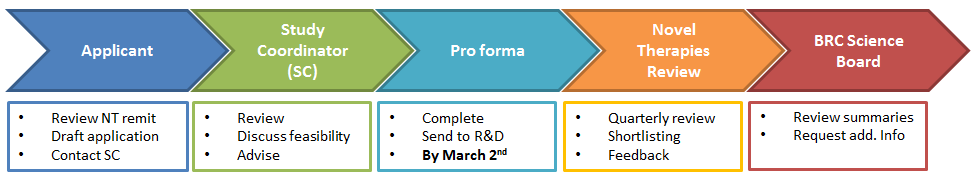 Applicant
Study
Coordinator
(SC)
Pro forma
Novel
Therapies
Review
BRC Science
Board
• Review NT remit
• Draft application
• Contact SC
• Review
• Discuss feasibility
• Advise
• Complete
• Send to R&D
• By March 2nd
• Quarterly review
• Shortlisting
• Feedback
• Review summaries
• Request add. Info